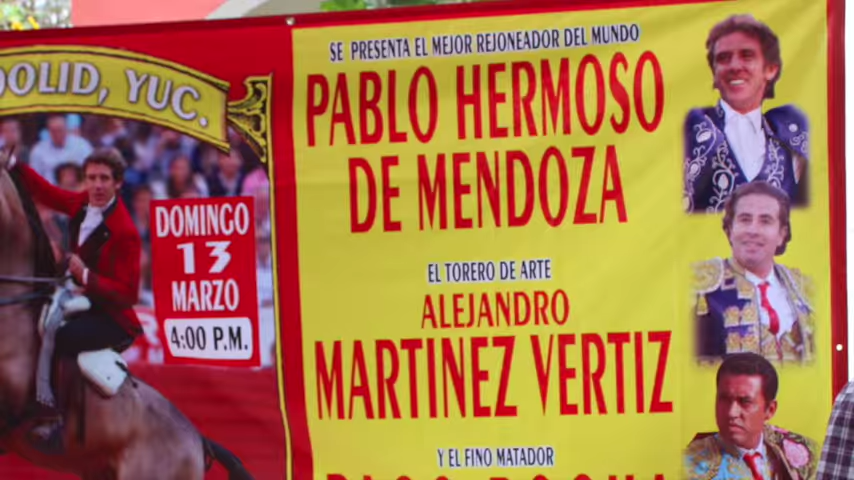 OOLID, YUC.
DOMINGO
13
MARZO
4:00 P.M.
SE PRESENTA EL MEJOR REJONEADOR DEL MUNDO
PABLO HERMOSO
DE MENDOZA
EL TORERO DE ARTE
ALEJANDRO
MARTINEZ VERTIZ
Y EL FINO MATADOR